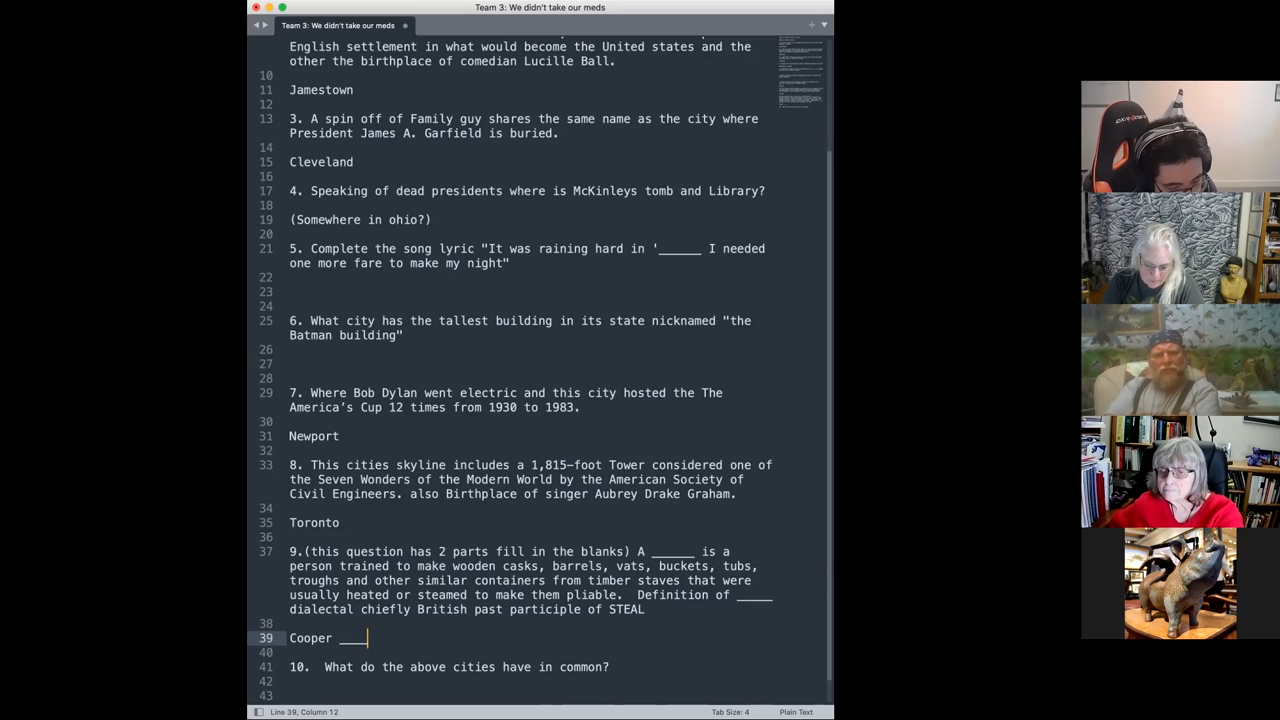 Team 3: We didn't take our meds
Team 3: We didn't take our meds
English settlement in what would become the United states and the
other the birthplace of comedian Lucille Ball.
10
11 Jamestown
12
13 3. A spin off of Family guy shares the same name as the city where
President James A. Garfield is buried.
14
15 Cleveland
16
17 4. Speaking of dead presidents where is McKinleys tomb and Library?
18
19 (Somewhere in ohio?)
20
21 5. Complete the song lyric "It was raining hard in '______ I needed
one more fare to make my night"
22
23
24
25 6. What city has the tallest building in its state nicknamed "the
Batman building"
26
27
28
29 7. Where Bob Dylan went electric and this city hosted the The
America's Cup 12 times from 1930 to 1983.
30
31 Newport
32
33 8. This cities skyline includes a 1,815-foot Tower considered one of
the Seven Wonders of the Modern World by the American Society of
Civil Engineers. also Birthplace of singer Aubrey Drake Graham.
34
35 Toronto
36
37 9.(this question has 2 parts fill in the blanks) A ______ is a
person trained to make wooden casks, barrels, vats, buckets, tubs,
troughs and other similar containers from timber staves that were
usually heated or steamed to make them pliable.  Definition of _____
dialectal chiefly British past participle of STEAL
38
39 Cooper ____
40
41 10.  What do the above cities have in common?
42
43
Line 39, Column 12
Tab Size: 4
Plain Text
DXRACER